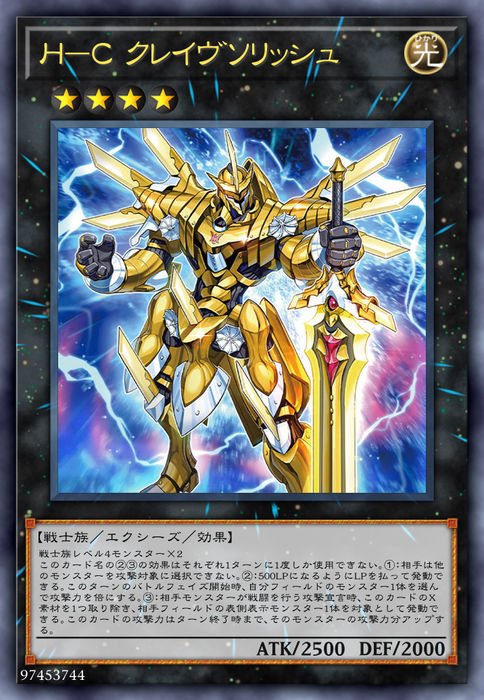 H-C クレイヴソリッシュ
ひかり
光
【戦士族／エクシーズ／効果】
戦士族レベル4モンスター×2
このカード名の②③の効果はそれぞれ1ターンに1度しか使用できない。①:相手は他
のモンスターを攻撃対象に選択できない。②:500LPになるようにLPを払って発動で
きる。このターンのバトルフェイズ開始時、自分フィールドのモンスター1体を選ん
で攻撃力を倍にする。③:相手モンスターが戦闘を行う攻撃宣言時、このカードのX
素材を1つ取り除き、相手フィールドの表側表示モンスター1体を対象として発動で
きる。このカードの攻撃力はターン終了時まで、そのモンスターの攻撃力分アップす
る。
ATK/2500 DEF/2000
97453744